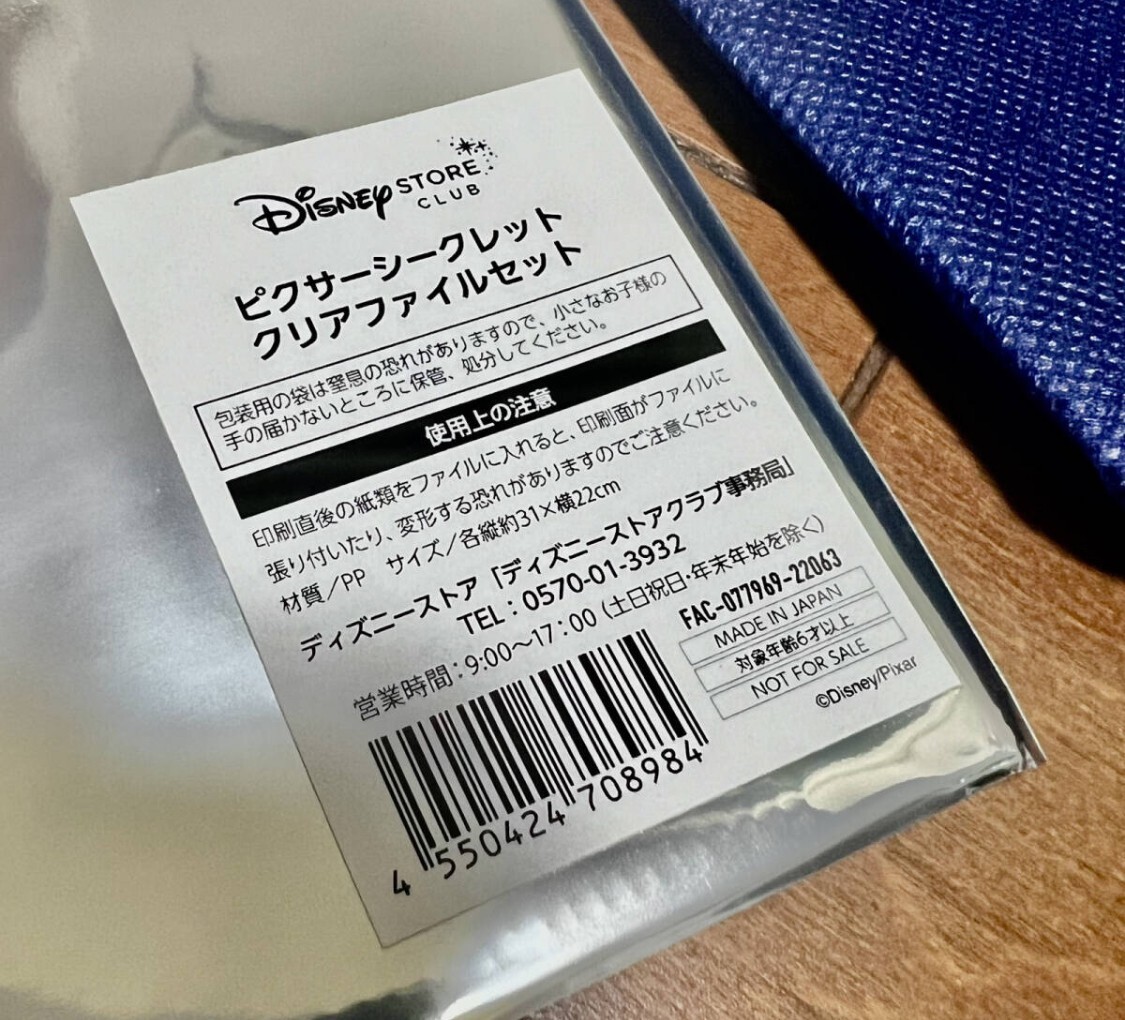 Disney STORE
CLUB
ピクサーシークレット
クリアファイルセット
包装用の袋は窒息の恐れがありますので、小さなお子様の
手の届かないところに保管、処分してください。
使用上の注意
印刷直後の紙類をファイルに入れると、印刷面がファイルに
張り付いたり、変形する恐れがありますのでご注意ください。
材質／PP サイズ／各縦約31×横22cm
ディズニーストア「ディズニーストアクラブ事務局」
TEL：0570-01-3932
営業時間：9:00〜17：00（土日祝日・年末年始を除く）
FAC-077969-22063
MADE IN JAPAN
対象年齢6才以上
NOT FOR SALE
©Disney/Pixar
4 550424 708984